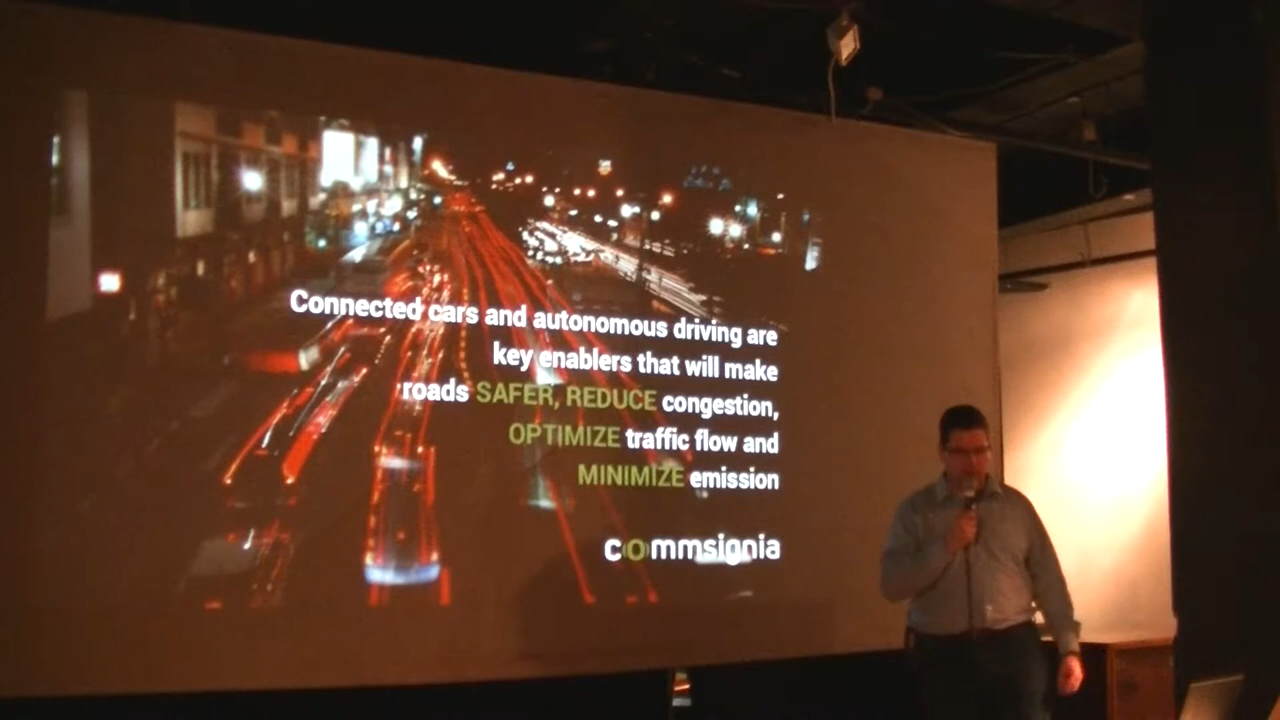 Connected cars and autonomous driving are
key enablers that will make
roads SAFER, REDUCE congestion,
OPTIMIZE traffic flow and
MINIMIZE emission
commsignia